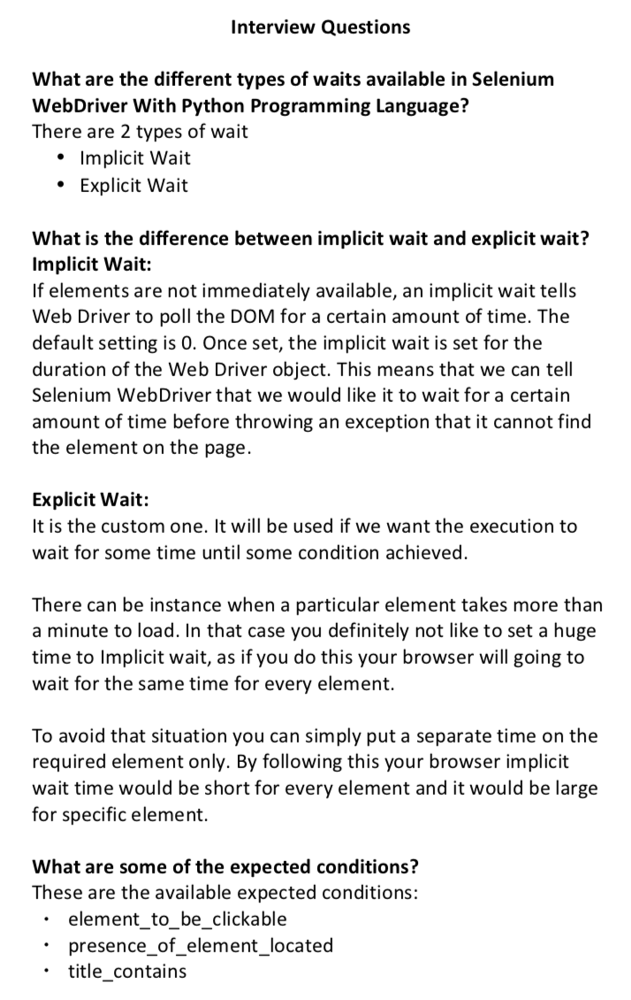 Interview Questions
What are the different types of waits available in Selenium
WebDriver With Python Programming Language?
There are 2 types of wait
• Implicit Wait
• Explicit Wait
What is the difference between implicit wait and explicit wait?
Implicit Wait:
If elements are not immediately available, an implicit wait tells
Web Driver to poll the DOM for a certain amount of time. The
default setting is 0. Once set, the implicit wait is set for the
duration of the Web Driver object. This means that we can tell
Selenium WebDriver that we would like it to wait for a certain
amount of time before throwing an exception that it cannot find
the element on the page.
Explicit Wait:
It is the custom one. It will be used if we want the execution to
wait for some time until some condition achieved.
There can be instance when a particular element takes more than
a minute to load. In that case you definitely not like to set a huge
time to Implicit wait, as if you do this your browser will going to
wait for the same time for every element.
To avoid that situation you can simply put a separate time on the
required element only. By following this your browser implicit
wait time would be short for every element and it would be large
for specific element.
What are some of the expected conditions?
These are the available expected conditions:
• element_to_be_clickable
• presence_of_element_located
• title_contains